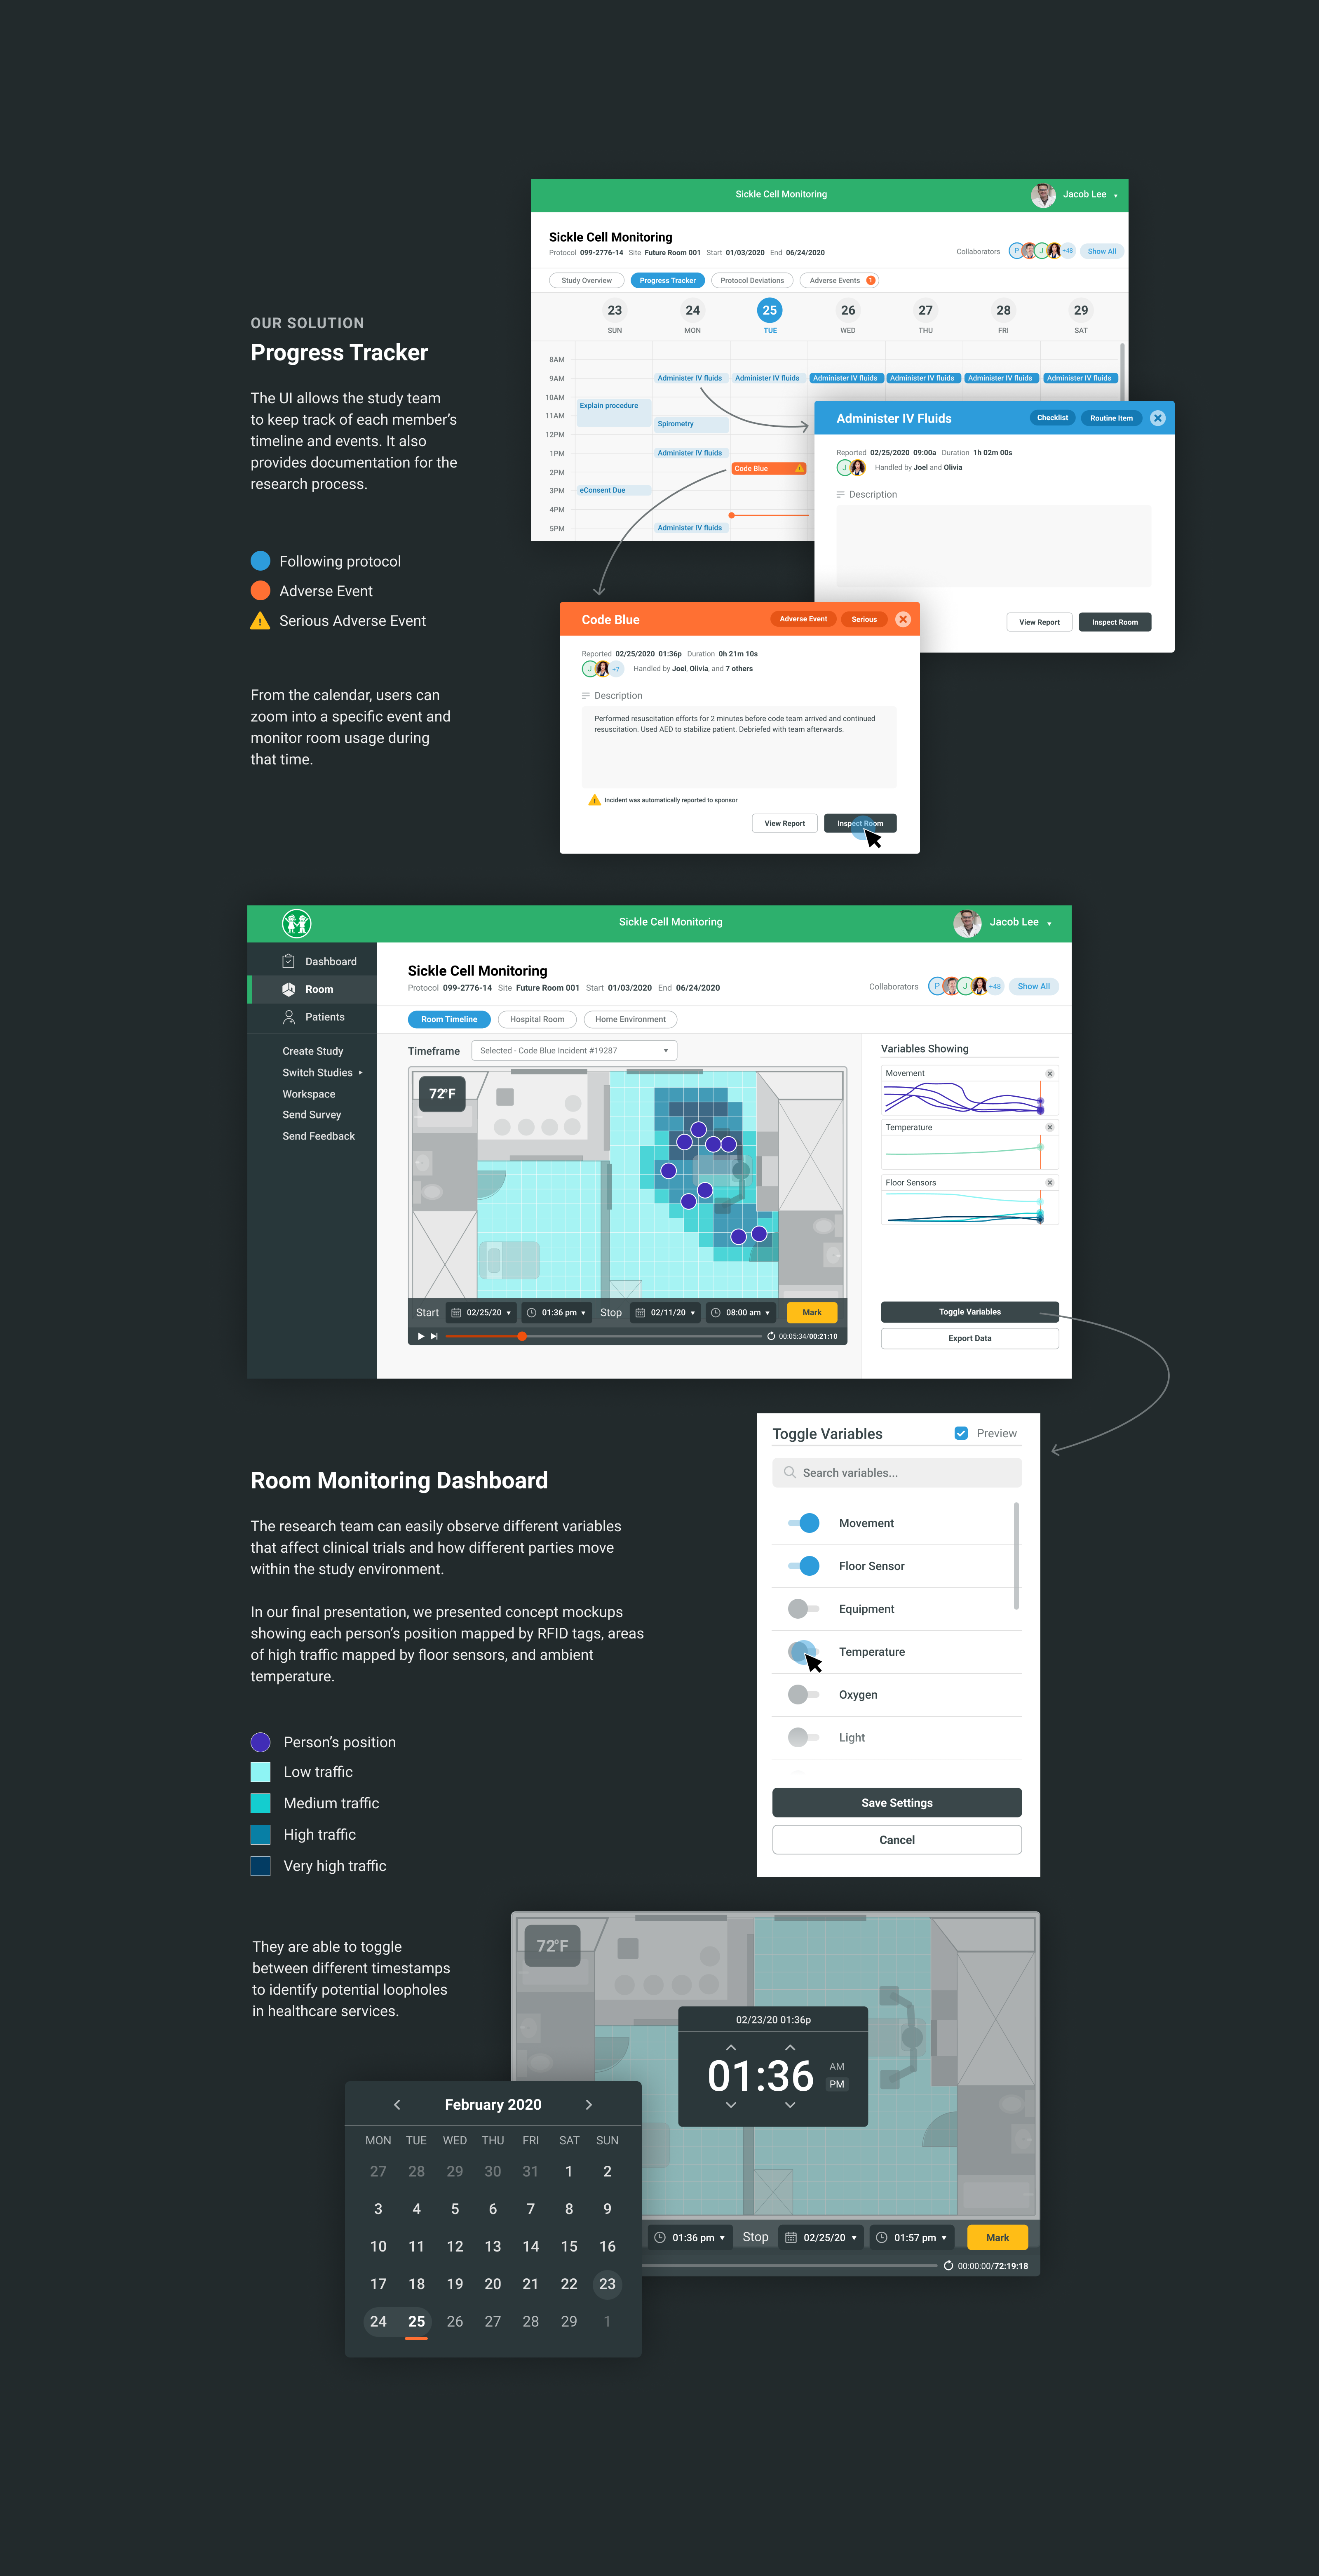 OUR SOLUTION
Progress Tracker
The UI allows the study team
to keep track of each member's
timeline and events. It also
provides documentation for the
research process.
Following protocol
Adverse Event
Serious Adverse Event
From the calendar, users can
zoom into a specific event and
monitor room usage during
that time.
Sickle Cell Monitoring
Jacob Lee
Sickle Cell Monitoring
Protocol 099-2776-14 Site Future Room 001 Start 01/03/2020 End 06/24/2020
Collaborators P J +48 Show All
Study Overview Progress Tracker Protocol Deviations Adverse Events 1
23 24 25 26 27 28 29
SUN MON TUE WED THU FRI SAT
8AM
9AM Administer IV fluids Administer IV fluids Administer IV fluids Administer IV fluids Administer IV fluids Administer IV fluids
10AM
Explain procedure
11AM
Spirometry
12PM
1PM Administer IV fluids
2PM Code Blue
3PM eConsent Due
4PM
5PM Administer IV fluids
Administer IV Fluids Checklist Routine Item
Reported 02/25/2020 09:00a Duration 1h 02m 00s
J Handled by Joel and Olivia
Description
View Report Inspect Room
Code Blue Adverse Event Serious
Reported 02/25/2020 01:36p Duration 0h 21m 10s
J +7 Handled by Joel, Olivia, and 7 others
Description
Performed resuscitation efforts for 2 minutes before code team arrived and continued
resuscitation. Used AED to stabilize patient. Debriefed with team afterwards.
Incident was automatically reported to sponsor
View Report Inspect Room
Sickle Cell Monitoring
Jacob Lee
Dashboard
Room
Patients
Create Study
Switch Studies
Workspace
Send Survey
Send Feedback
Sickle Cell Monitoring
Protocol 099-2776-14 Site Future Room 001 Start 01/03/2020 End 06/24/2020
Collaborators P J +48 Show All
Room Timeline Hospital Room Home Environment
Timeframe Selected - Code Blue Incident #19287
72°F
Start 02/25/20 01:36 pm Stop 02/11/20 08:00 am Mark
00:05:34/00:21:10
Variables Showing
Movement
Temperature
Floor Sensors
Toggle Variables
Export Data
Room Monitoring Dashboard
The research team can easily observe different variables
that affect clinical trials and how different parties move
within the study environment.
In our final presentation, we presented concept mockups
showing each person's position mapped by RFID tags, areas
of high traffic mapped by floor sensors, and ambient
temperature.
Person's position
Low traffic
Medium traffic
High traffic
Very high traffic
Toggle Variables Preview
Search variables...
Movement
Floor Sensor
Equipment
Temperature
Oxygen
Light
Save Settings
Cancel
They are able to toggle
between different timestamps
to identify potential loopholes
in healthcare services.
72°F
02/23/20 01:36p
01:36 AM
PM
01:36 pm Stop 02/25/20 01:57 pm Mark
00:00:00/72:19:18
February 2020
MON TUE WED THU FRI SAT SUN
27 28 29 30 31 1 2
3 4 5 6 7 8 9
10 11 12 13 14 15 16
17 18 19 20 21 22 23
24 25 26 27 28 29 1